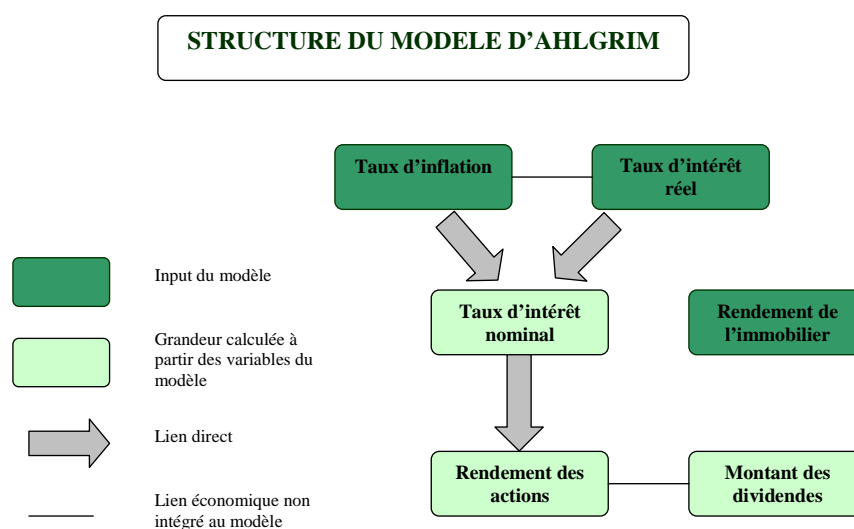 STRUCTURE DU MODELE D'AHLGRIM
Taux d'inflation
Taux d'intérêt
réel
Input du modèle
Taux d'intérêt
nominal
Rendement de
l'immobilier
Grandeur calculée à
partir des variables du
modèle
Lien direct
Rendement des
actions
Montant des
dividendes
Lien économique non
intégré au modèle